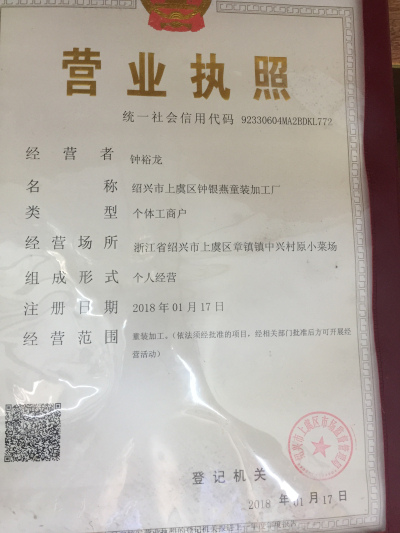 营业执照
统一社会信用代码 92330604MA2BDKL772
经营者 钟裕龙
名称 绍兴市上虞区钟银燕童装加工厂
类型 个体工商户
经营场所 浙江省绍兴市上虞区章镇镇中兴村原小菜场
组成形式 个人经营
注册日期 2018年01月17日
经营范围 童装加工。(依法须经批准的项目，经相关部门批准后方可开展经
营活动)
登记机关
2018 年 01 月 17 日